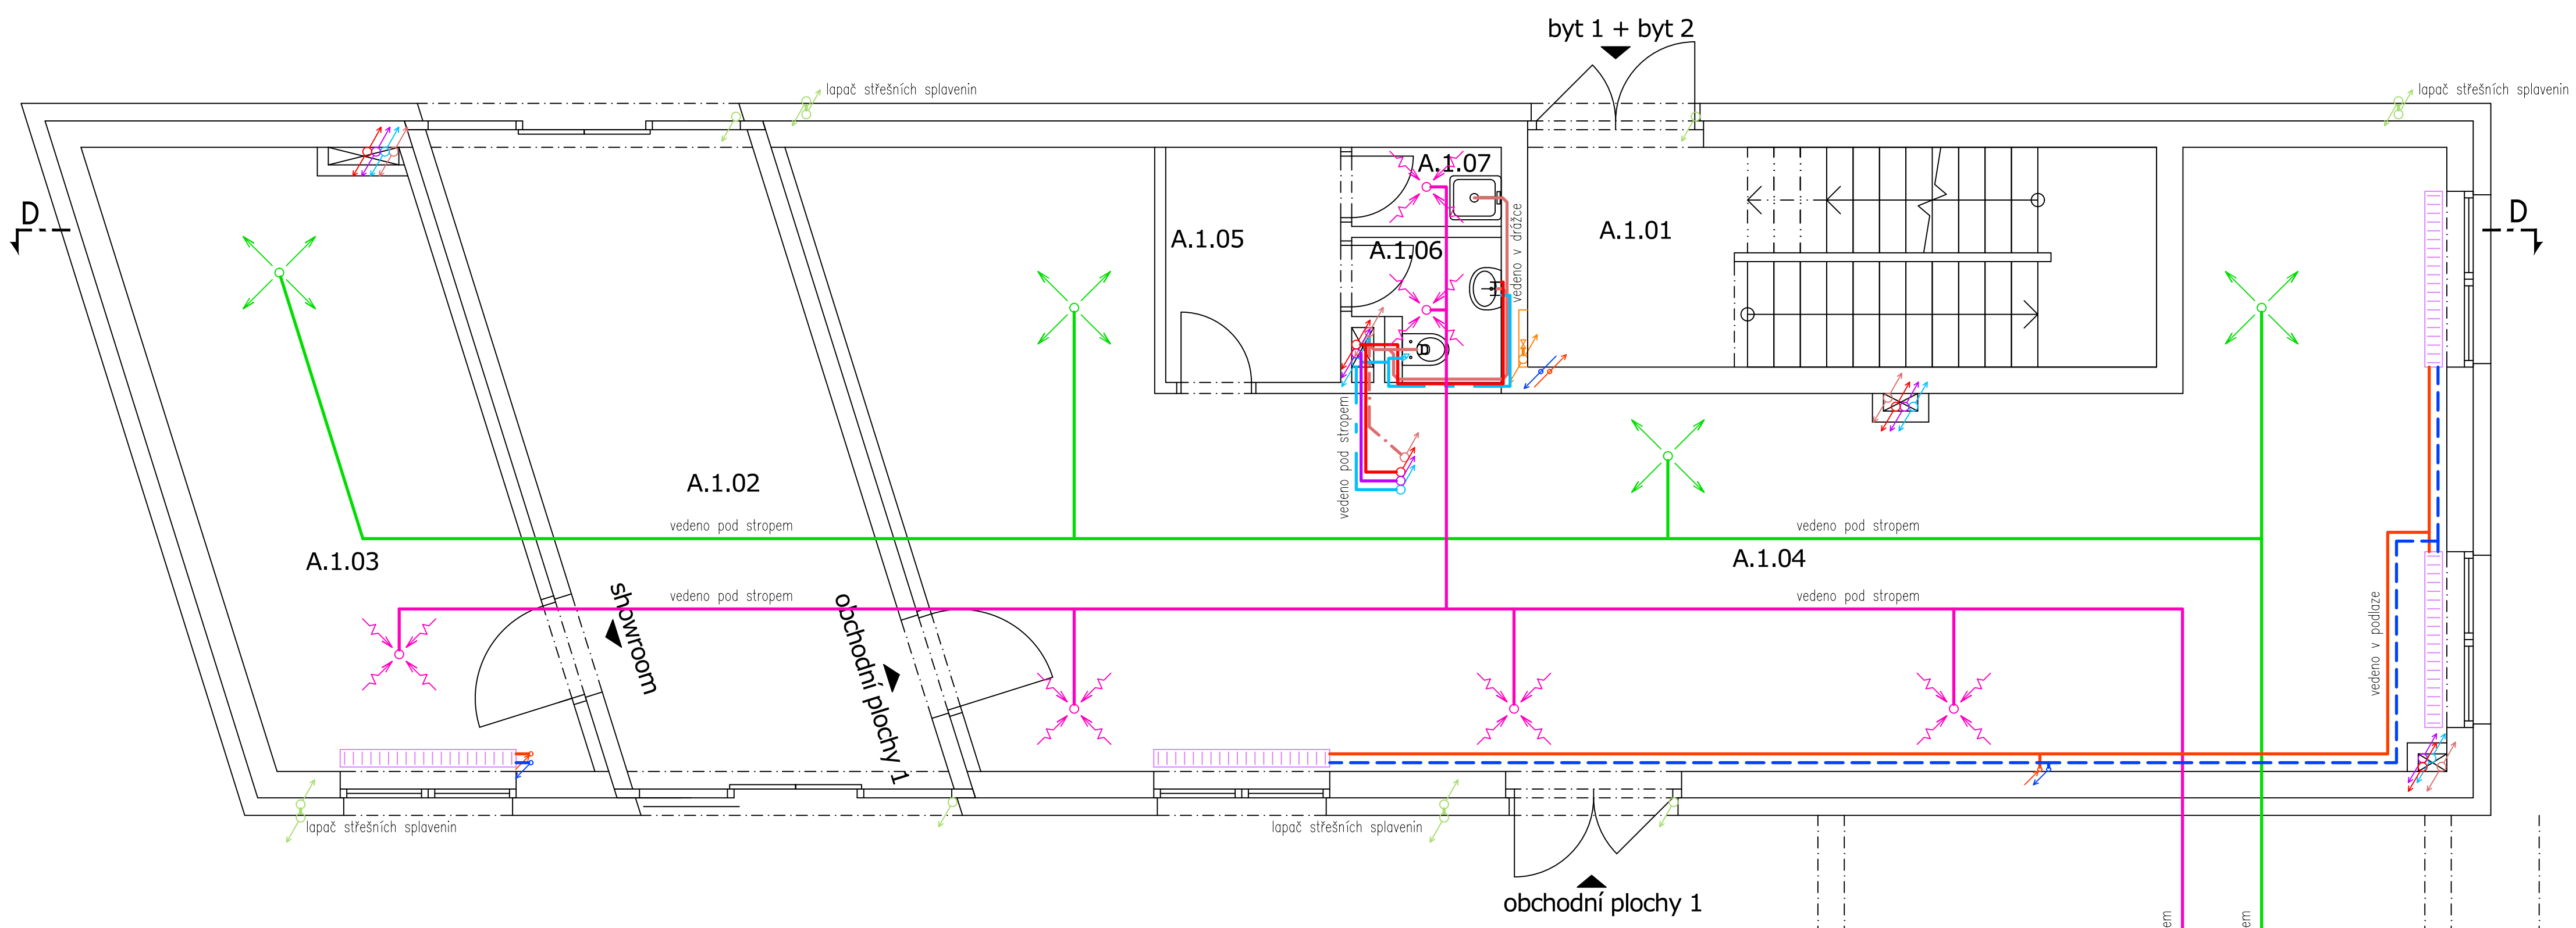 byt 1 + byt 2
lapač střešních splavenin
lapač střešních splavenin
A.1.07
D
D
A.1.05
A.1.06
vedeno v drážce
A.1.01
vedeno pod stropem
A.1.02
vedeno pod stropem
vedeno pod stropem
A.1.03
A.1.04
showroom
obchodní plochy 1
vedeno pod stropem
vedeno pod stropem
vedeno v podlaze
lapač střešních splavenin
lapač střešních splavenin
obchodní plochy 1
em
em